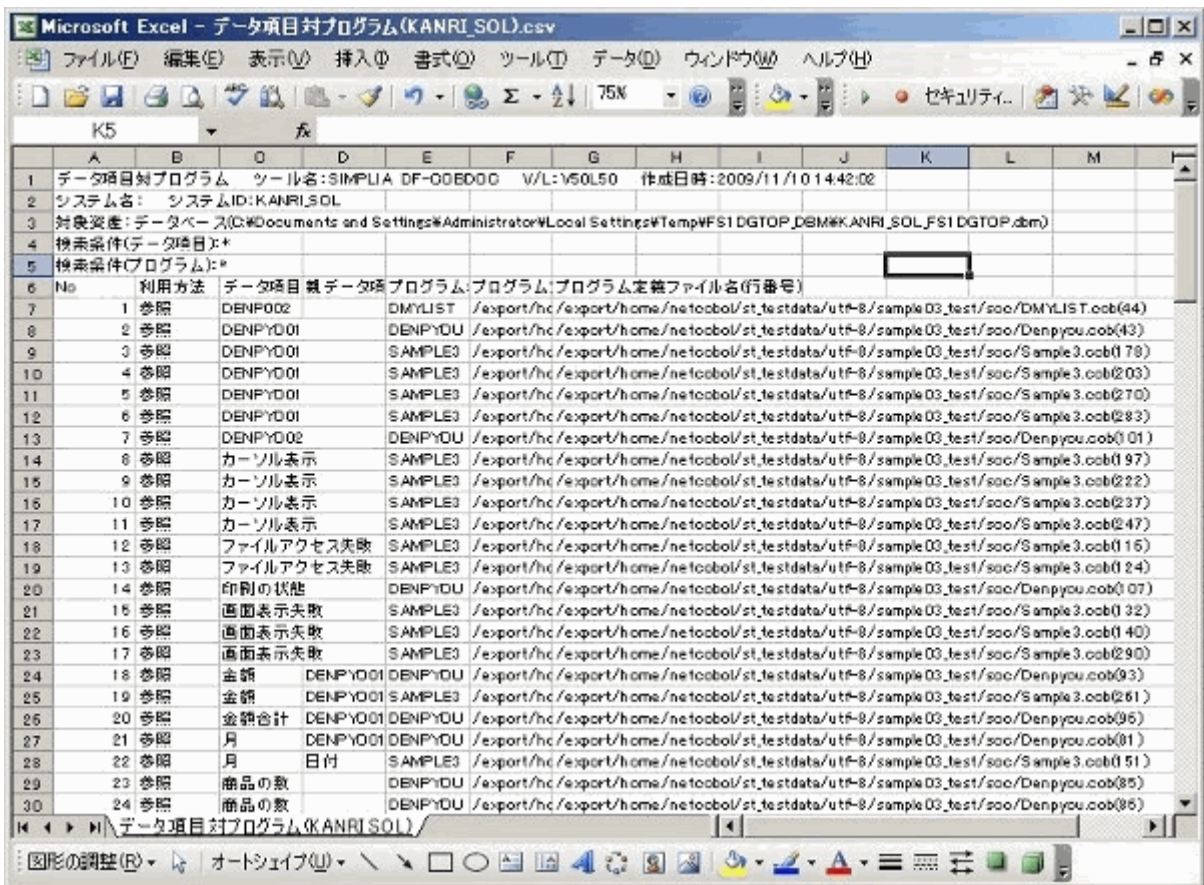 Microsoft Excel - データ項目対プログラム(KANRI_SOL).csv
ファイル(F) 編集(E) 表示(V) 挿入(I) 書式(O) ツール(T) データ(D) ウィンドウ(W) ヘルプ(H)
75% セキュリティ...
K5 fx
A B C D E F G H I J K L M
1 データ項目対プログラム ツール名:SIMPLIA DF-COBDOC V/L:V50L50 作成日時:2009/11/10 14:42:02
2 システム名: システムID:KANRI_SOL
3 対象資産:データベース(C:¥Documents and Settings¥Administrator¥Local Settings¥Temp¥FS1DGTOP_DBM¥KANRI_SOL_FS1DGTOP.dbm)
4 検索条件(データ項目):*
5 検索条件(プログラム):*
6 No 利用方法 データ項目 親データ項 プログラム: プログラム プログラム定義ファイル名(行番号)
7 1 参照 DENP002 DMYLIST /export/hc /export/home/netcobol/st_testdata/utf-8/sample03_test/soc/DMYLIST.cob(44)
8 2 参照 DENPYO01 DENPYOU /export/hc /export/home/netcobol/st_testdata/utf-8/sample03_test/soc/Denpyou.cob(43)
9 3 参照 DENPYO01 SAMPLE3 /export/hc /export/home/netcobol/st_testdata/utf-8/sample03_test/soc/Sample3.cob(178)
10 4 参照 DENPYO01 SAMPLE3 /export/hc /export/home/netcobol/st_testdata/utf-8/sample03_test/soc/Sample3.cob(203)
11 5 参照 DENPYO01 SAMPLE3 /export/hc /export/home/netcobol/st_testdata/utf-8/sample03_test/soc/Sample3.cob(270)
12 6 参照 DENPYO01 SAMPLE3 /export/hc /export/home/netcobol/st_testdata/utf-8/sample03_test/soc/Sample3.cob(283)
13 7 参照 DENPYO02 DENPYOU /export/hc /export/home/netcobol/st_testdata/utf-8/sample03_test/soc/Denpyou.cob(101)
14 8 参照 カーソル表示 SAMPLE3 /export/hc /export/home/netcobol/st_testdata/utf-8/sample03_test/soc/Sample3.cob(197)
15 9 参照 カーソル表示 SAMPLE3 /export/hc /export/home/netcobol/st_testdata/utf-8/sample03_test/soc/Sample3.cob(222)
16 10 参照 カーソル表示 SAMPLE3 /export/hc /export/home/netcobol/st_testdata/utf-8/sample03_test/soc/Sample3.cob(237)
17 11 参照 カーソル表示 SAMPLE3 /export/hc /export/home/netcobol/st_testdata/utf-8/sample03_test/soc/Sample3.cob(247)
18 12 参照 ファイルアクセス失敗 SAMPLE3 /export/hc /export/home/netcobol/st_testdata/utf-8/sample03_test/soc/Sample3.cob(115)
19 13 参照 ファイルアクセス失敗 SAMPLE3 /export/hc /export/home/netcobol/st_testdata/utf-8/sample03_test/soc/Sample3.cob(124)
20 14 参照 印刷の状態 DENPYOU /export/hc /export/home/netcobol/st_testdata/utf-8/sample03_test/soc/Denpyou.cob(107)
21 15 参照 画面表示失敗 SAMPLE3 /export/hc /export/home/netcobol/st_testdata/utf-8/sample03_test/soc/Sample3.cob(132)
22 16 参照 画面表示失敗 SAMPLE3 /export/hc /export/home/netcobol/st_testdata/utf-8/sample03_test/soc/Sample3.cob(140)
23 17 参照 画面表示失敗 SAMPLE3 /export/hc /export/home/netcobol/st_testdata/utf-8/sample03_test/soc/Sample3.cob(290)
24 18 参照 金額 DENPYO01 DENPYOU /export/hc /export/home/netcobol/st_testdata/utf-8/sample03_test/soc/Denpyou.cob(93)
25 19 参照 金額 DENPYO01 SAMPLE3 /export/hc /export/home/netcobol/st_testdata/utf-8/sample03_test/soc/Sample3.cob(261)
26 20 参照 金額合計 DENPYO01 DENPYOU /export/hc /export/home/netcobol/st_testdata/utf-8/sample03_test/soc/Denpyou.cob(96)
27 21 参照 月 DENPYO01 DENPYOU /export/hc /export/home/netcobol/st_testdata/utf-8/sample03_test/soc/Denpyou.cob(81)
28 22 参照 月 日付 SAMPLE3 /export/hc /export/home/netcobol/st_testdata/utf-8/sample03_test/soc/Sample3.cob(151)
29 23 参照 商品の数 DENPYOU /export/hc /export/home/netcobol/st_testdata/utf-8/sample03_test/soc/Denpyou.cob(85)
30 24 参照 商品の数 DENPYOU /export/hc /export/home/netcobol/st_testdata/utf-8/sample03_test/soc/Denpyou.cob(86)
データ項目対プログラム(KANRI_SOL)
図形の調整(R) オートシェイプ(U)